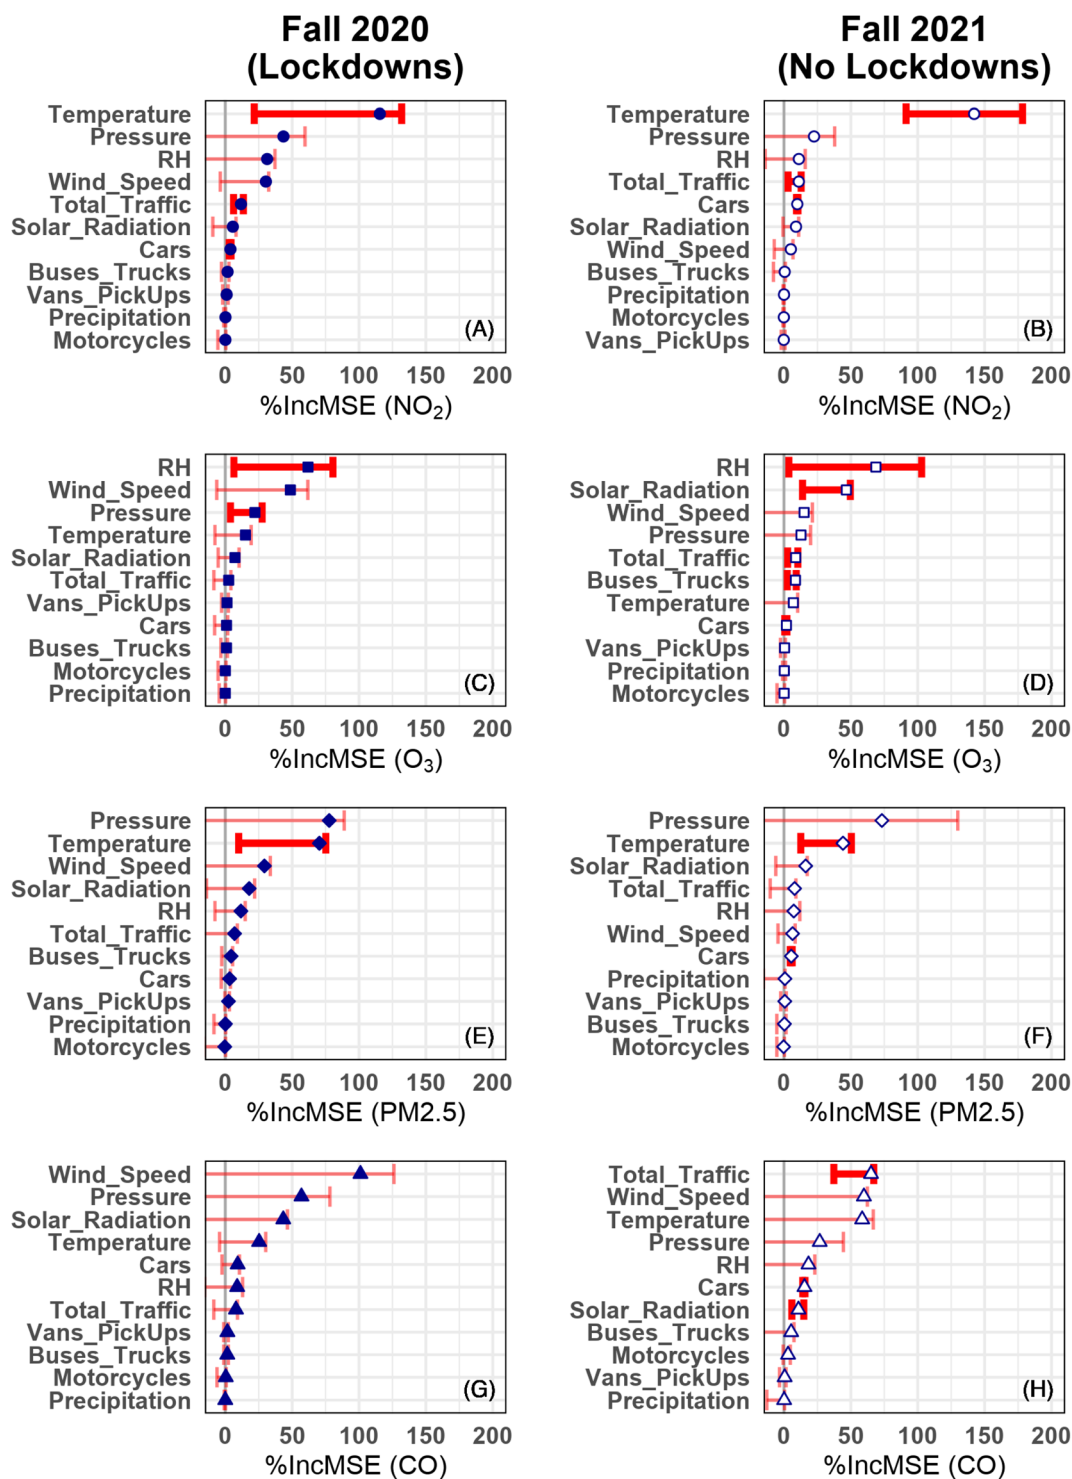 Fall 2020
(Lockdowns)
Fall 2021
(No Lockdowns)
Temperature
Pressure
RH
Wind_Speed
Total_Traffic
Solar_Radiation
Cars
Buses_Trucks
Vans_PickUps
Precipitation
Motorcycles
(A)
0 50 100 150 200
%IncMSE (NO₂)
Temperature
Pressure
RH
Total_Traffic
Cars
Solar_Radiation
Wind_Speed
Buses_Trucks
Precipitation
Motorcycles
Vans_PickUps
(B)
0 50 100 150 200
%IncMSE (NO₂)
RH
Wind_Speed
Pressure
Temperature
Solar_Radiation
Total_Traffic
Vans_PickUps
Cars
Buses_Trucks
Motorcycles
Precipitation
(C)
0 50 100 150 200
%IncMSE (O₃)
RH
Solar_Radiation
Wind_Speed
Pressure
Total_Traffic
Buses_Trucks
Temperature
Cars
Vans_PickUps
Precipitation
Motorcycles
(D)
0 50 100 150 200
%IncMSE (O₃)
Pressure
Temperature
Wind_Speed
Solar_Radiation
RH
Total_Traffic
Buses_Trucks
Cars
Vans_PickUps
Precipitation
Motorcycles
(E)
0 50 100 150 200
%IncMSE (PM2.5)
Pressure
Temperature
Solar_Radiation
Total_Traffic
RH
Wind_Speed
Cars
Precipitation
Vans_PickUps
Buses_Trucks
Motorcycles
(F)
0 50 100 150 200
%IncMSE (PM2.5)
Wind_Speed
Pressure
Solar_Radiation
Temperature
Cars
RH
Total_Traffic
Vans_PickUps
Buses_Trucks
Motorcycles
Precipitation
(G)
0 50 100 150 200
%IncMSE (CO)
Total_Traffic
Wind_Speed
Temperature
Pressure
RH
Cars
Solar_Radiation
Buses_Trucks
Motorcycles
Vans_PickUps
Precipitation
(H)
0 50 100 150 200
%IncMSE (CO)